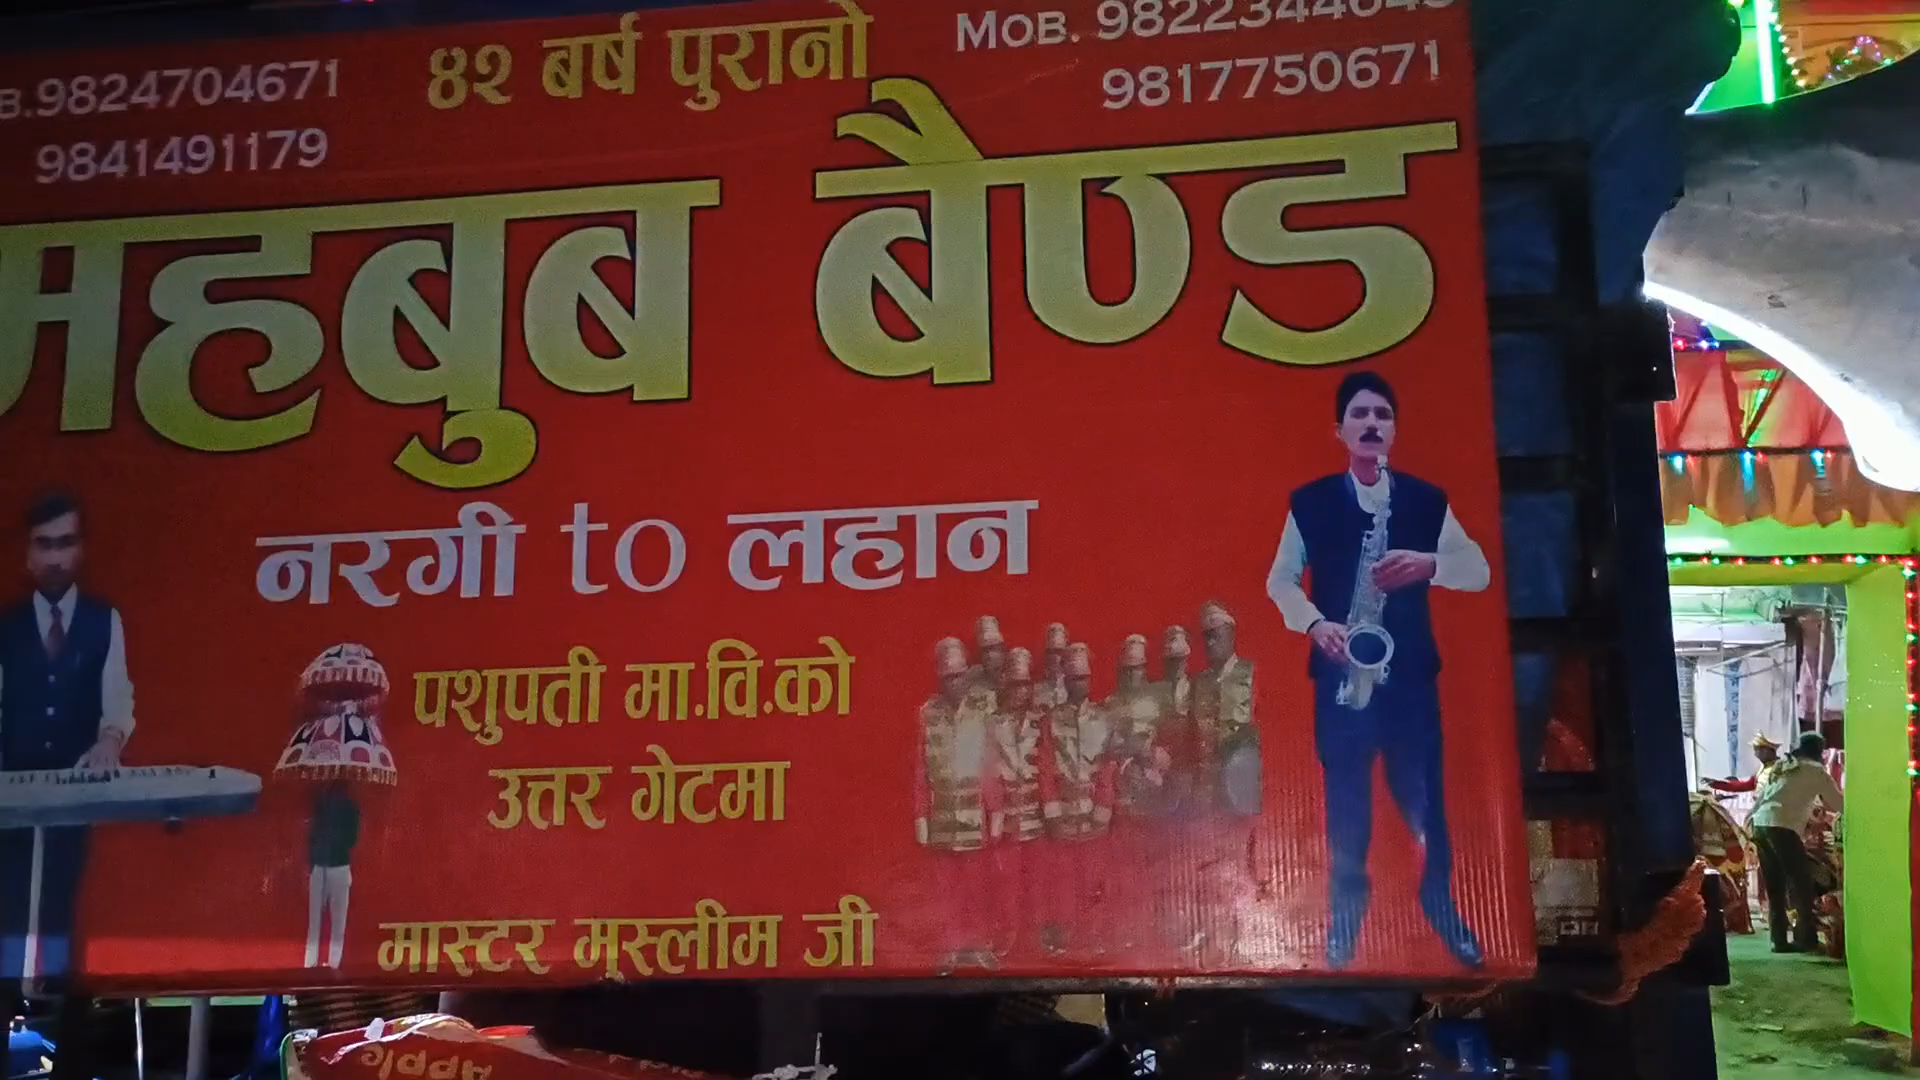 ४२ बर्ष पुरानो
MOB.
9824704671
9817750671
9841491179
महबुब बैण्ड
नरगी to लहान
पशुपती मा.वि.को
उत्तर गेटमा
मास्टर मुस्लीम जी